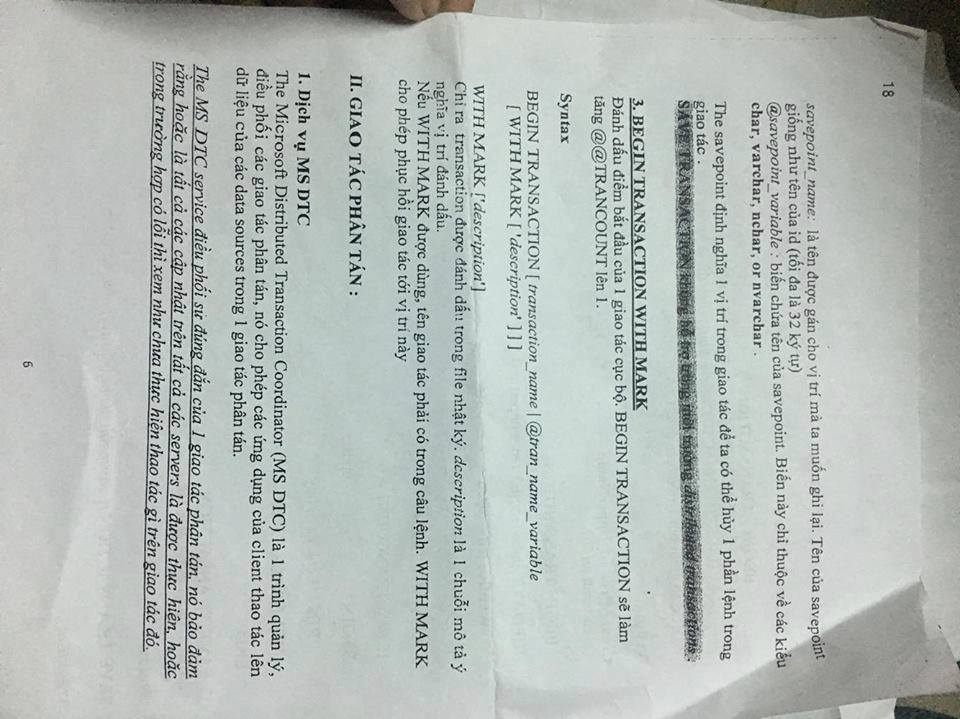 18
savepoint_name: là tên được gán cho vị trí mà ta muốn ghi lại. Tên của savepoint
giống như tên của id (tối đa là 32 ký tự)
@savepoint_variable : biến chứa tên của savepoint. Biến này chỉ thuộc về các kiểu
char, varchar, nchar, or nvarchar .
The savepoint định nghĩa 1 vị trí trong giao tác để ta có thể hủy 1 phần lệnh trong
giao tác .
SAVE TRANSACTION không hỗ trợ trong môi trường distributed transactions .
3. BEGIN TRANSACTION WITH MARK
Đánh dấu điểm bắt đầu của 1 giao tác cục bộ. BEGIN TRANSACTION sẽ làm
tăng @@TRANCOUNT lên 1.
Syntax
BEGIN TRANSACTION [ transaction_name | @tran_name_variable
[ WITH MARK [ 'description' ] ] ]
WITH MARK ['description']
Chỉ ra transaction được đánh dấu trong file nhật ký. description là 1 chuỗi mô tả ý
nghĩa vị trí đánh dấu.
Nếu WITH MARK được dùng, tên giao tác phải có trong câu lệnh. WITH MARK
cho phép phục hồi giao tác tới vị trí này
II. GIAO TÁC PHÂN TÁN :
1. Dịch vụ MS DTC
The Microsoft Distributed Transaction Coordinator (MS DTC) là 1 trình quản lý,
điều phối các giao tác phân tán, nó cho phép các ứng dụng của client thao tác lên
dữ liệu của các data sources trong 1 giao tác phân tán.
The MS DTC service điều phối sự đúng đắn của 1 giao tác phân tán, nó bảo đảm
rằng hoặc là tất cả các cập nhật trên tất cả các servers là được thực hiện, hoặc
trong trường hợp có lỗi thì xem như chưa thực hiện thao tác gì trên giao tác đó.
6